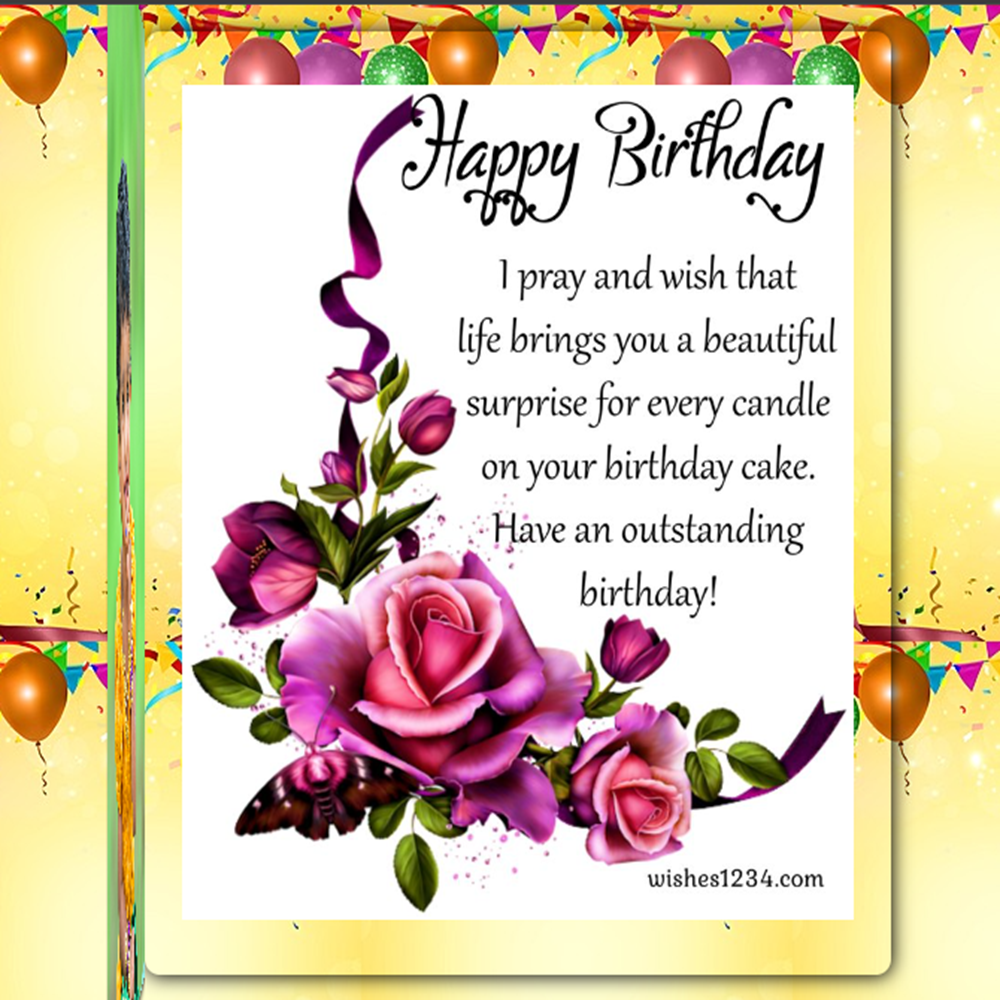 Happy Birthday
I pray and wish that
life brings you a beautiful
surprise for every candle
on your birthday cake.
Have an outstanding
birthday!
wishes1234.com